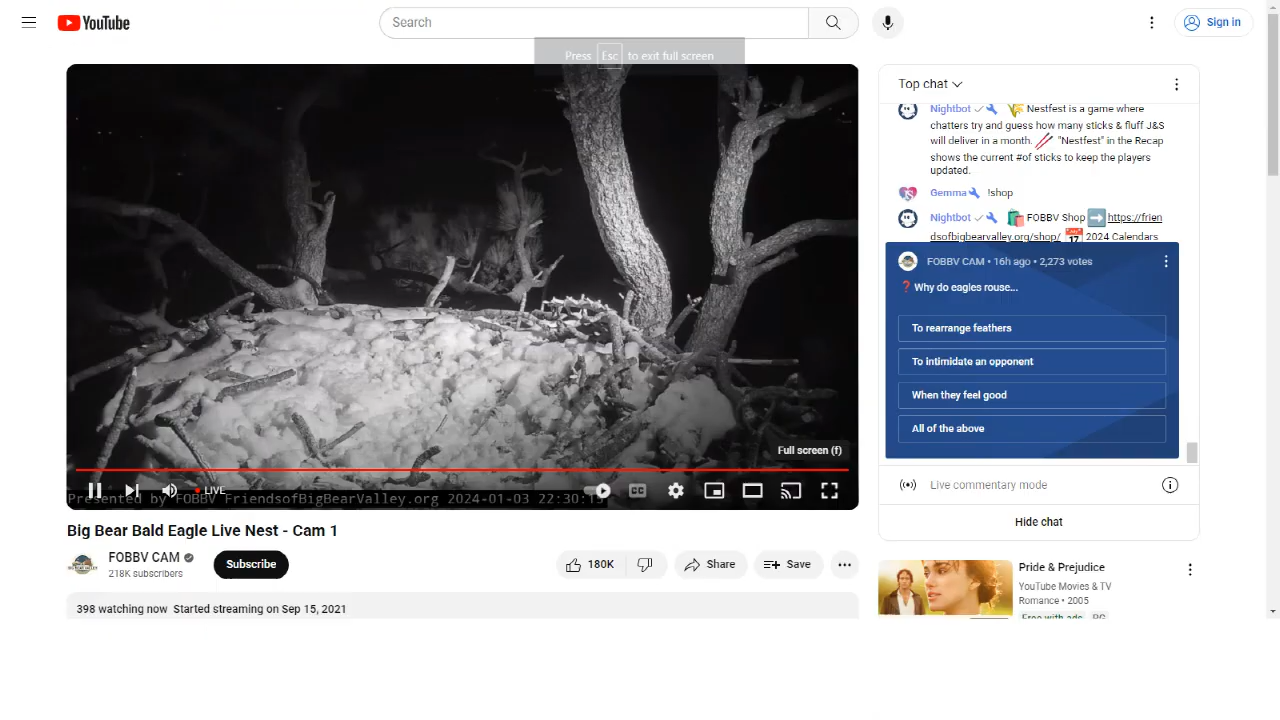 YouTube
Search
Sign in
Press Esc to exit full screen
Top chat
Nightbot Nestfest is a game where
chatters try and guess how many sticks & fluff J&S
will deliver in a month. "Nestfest" in the Recap
shows the current #of sticks to keep the players
updated.
Gemma !shop
Nightbot FOBBV Shop https://frien
dsofbigbearvalley.org/shop/ 2024 Calendars
FOBBV CAM • 16h ago • 2,273 votes
❓Why do eagles rouse...
To rearrange feathers
To intimidate an opponent
When they feel good
All of the above
Live commentary mode
Hide chat
Full screen (f)
LIVE
CC
Presented by FOBBV FriendsofBigBearValley.org 2024-01-03 22:30:
Big Bear Bald Eagle Live Nest - Cam 1
FOBBV CAM
218K subscribers
Subscribe
180K
Share
Save
398 watching now Started streaming on Sep 15, 2021
Pride & Prejudice
YouTube Movies & TV
Romance • 2005
Free with ads PG